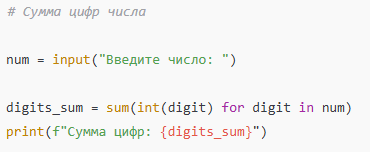 # Сумма цифр числа
num = input("Введите число: ")
digits_sum = sum(int(digit) for digit in num)
print(f"Сумма цифр: {digits_sum}")